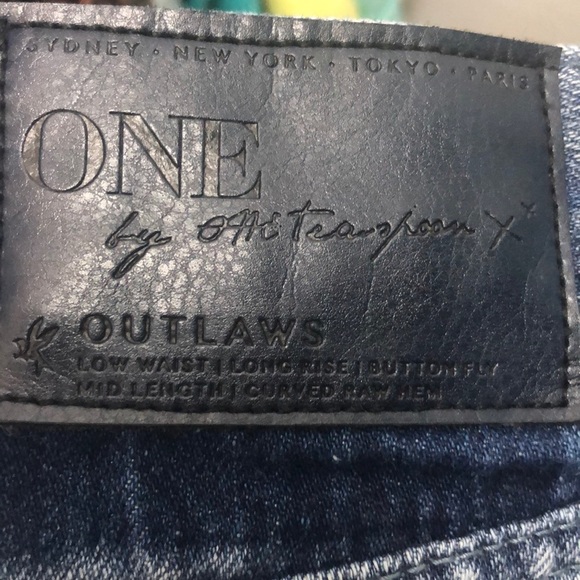 SYDNEY · NEW YORK · TOKYO · PARIS
ONE
by One teaspoon X x
OUTLAWS
LOW WAIST | LONG RISE | BUTTON FLY
MID LENGTH | CURVED RAW HEM